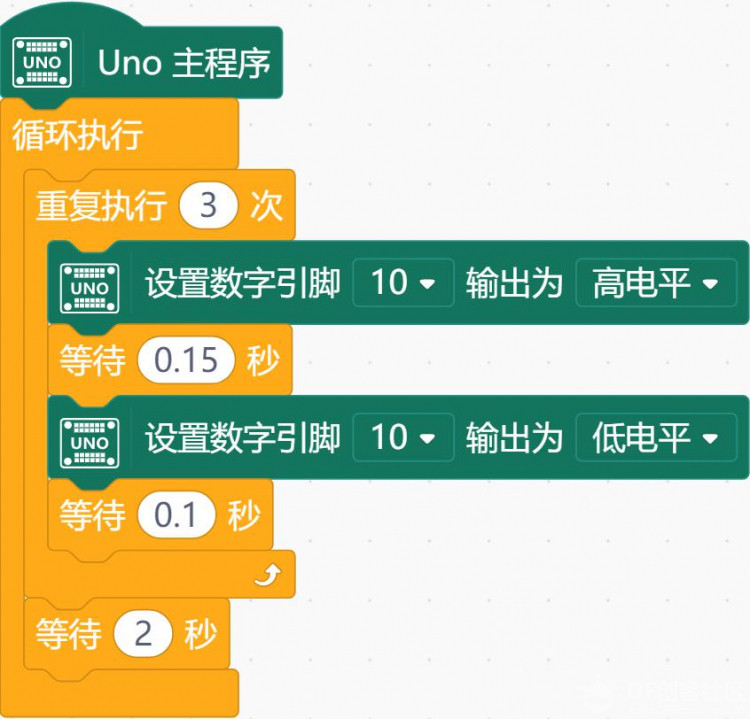 UNO Uno 主程序
循环执行
重复执行 3 次
UNO 设置数字引脚 10 输出为 高电平
等待 0.15 秒
UNO 设置数字引脚 10 输出为 低电平
等待 0.1 秒
等待 2 秒